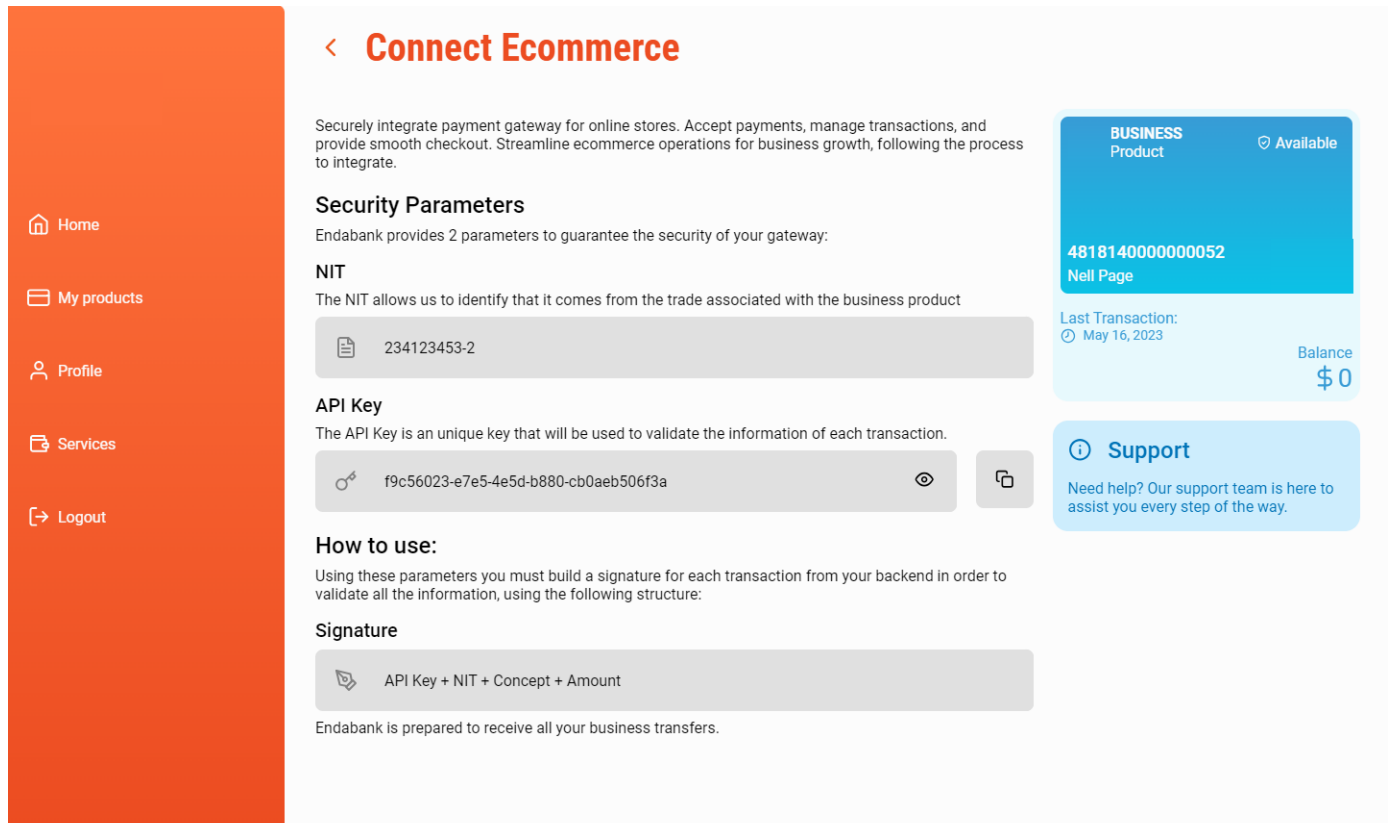 Connect Ecommerce
Securely integrate payment gateway for online stores. Accept payments, manage transactions, and
provide smooth checkout. Streamline ecommerce operations for business growth, following the process
to integrate.
Security Parameters
Endabank provides 2 parameters to guarantee the security of your gateway:
NIT
The NIT allows us to identify that it comes from the trade associated with the business product
234123453-2
API Key
The API Key is an unique key that will be used to validate the information of each transaction.
f9c56023-e7e5-4e5d-b880-cb0aeb506f3a
How to use:
Using these parameters you must build a signature for each transaction from your backend in order to
validate all the information, using the following structure:
Signature
API Key + NIT + Concept + Amount
Endabank is prepared to receive all your business transfers.
Home
My products
Profile
Services
Logout
BUSINESS
Product
Available
4818140000000052
Nell Page
Last Transaction:
May 16, 2023
Balance
$ 0
Support
Need help? Our support team is here to
assist you every step of the way.